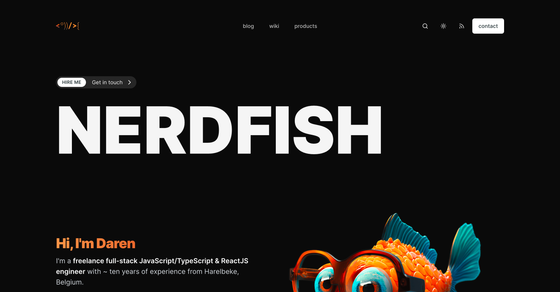 <°))/>|
blog wiki products contact
HIRE ME Get in touch
NERDFISH
Hi, I'm Daren
I'm a freelance full-stack JavaScript/TypeScript & ReactJS
engineer with ~ ten years of experience from Harelbeke,
Belgium.